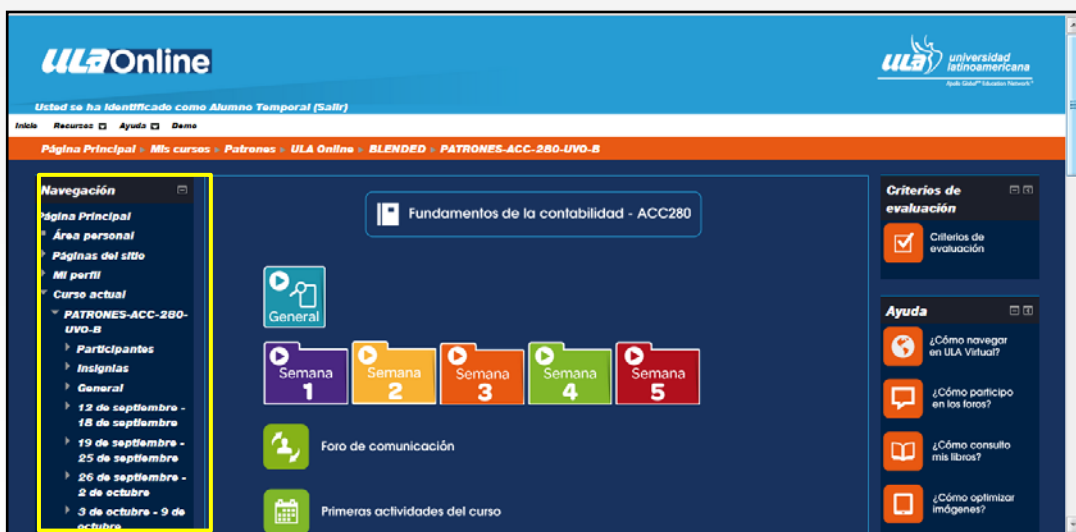 ULAOnline
ula universidad
latinoamericana
Apollo Global Education Network
Usted se ha identificado como Alumno Temporal (Salir)
Inicio Recursos Ayuda Demo
Página Principal Mis cursos Patrones ULA Online BLENDED PATRONES-ACC-280-UVO-B
Navegación
Página Principal
Área personal
Páginas del sitio
Mi perfil
Curso actual
PATRONES-ACC-280-
UVO-B
Participantes
Insignias
General
12 de septiembre -
18 de septiembre
19 de septiembre -
25 de septiembre
26 de septiembre -
2 de octubre
3 de octubre - 9 de
octubre
Fundamentos de la contabilidad - ACC280
General
Semana
1
Semana
2
Semana
3
Semana
4
Semana
5
Foro de comunicación
Primeras actividades del curso
Criterios de
evaluación
Criterios de
evaluación
Ayuda
¿Cómo navegar
en ULA Virtual?
¿Cómo participo
en los foros?
¿Cómo consulto
mis libros?
¿Cómo optimizar
imágenes?